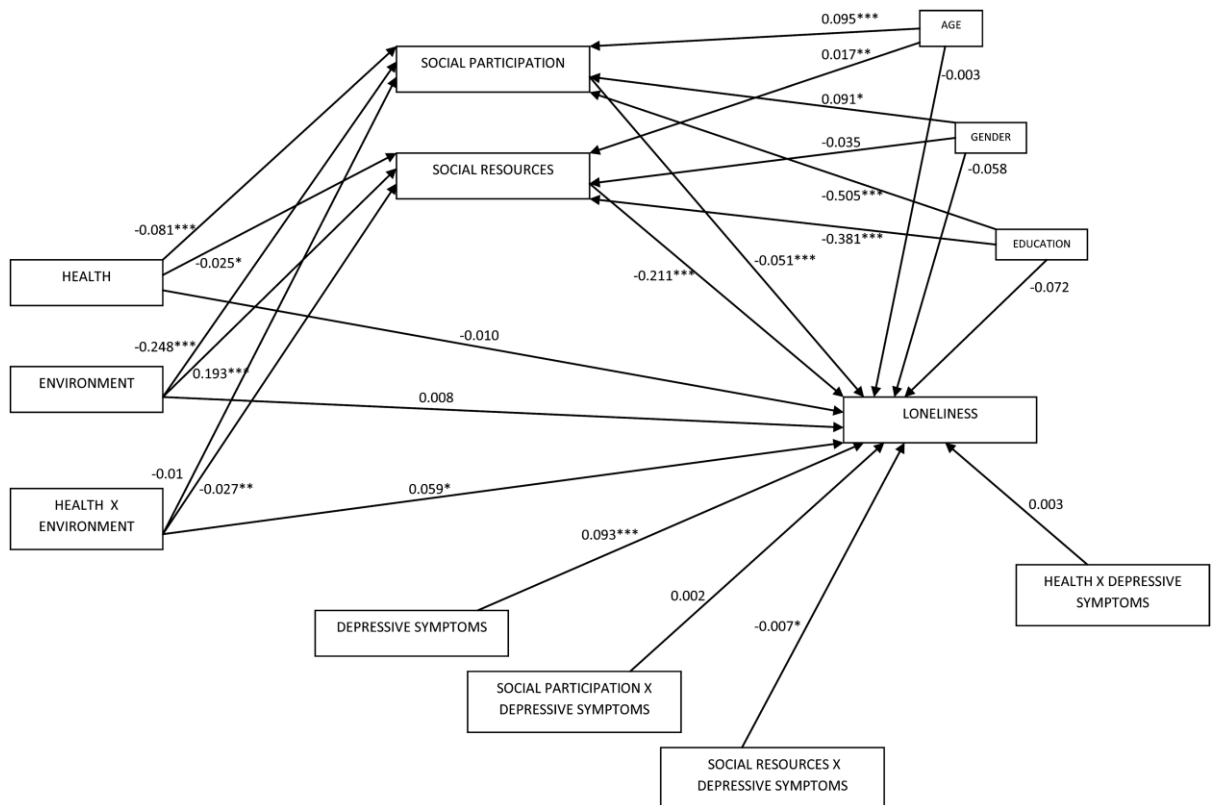 0.095***
AGE
SOCIAL PARTICIPATION
0.017**
-0.003
0.091*
GENDER
-0.035
SOCIAL RESOURCES
-0.058
-0.505***
-0.081***
-0.381***
EDUCATION
-0.025*
-0.051***
HEALTH
-0.211***
-0.072
-0.010
-0.248***
0.193***
ENVIRONMENT
0.008
LONELINESS
-0.01
-0.027**
0.059*
HEALTH X
ENVIRONMENT
0.003
0.093***
HEALTH X DEPRESSIVE
SYMPTOMS
0.002
DEPRESSIVE SYMPTOMS
-0.007*
SOCIAL PARTICIPATION X
DEPRESSIVE SYMPTOMS
SOCIAL RESOURCES X
DEPRESSIVE SYMPTOMS